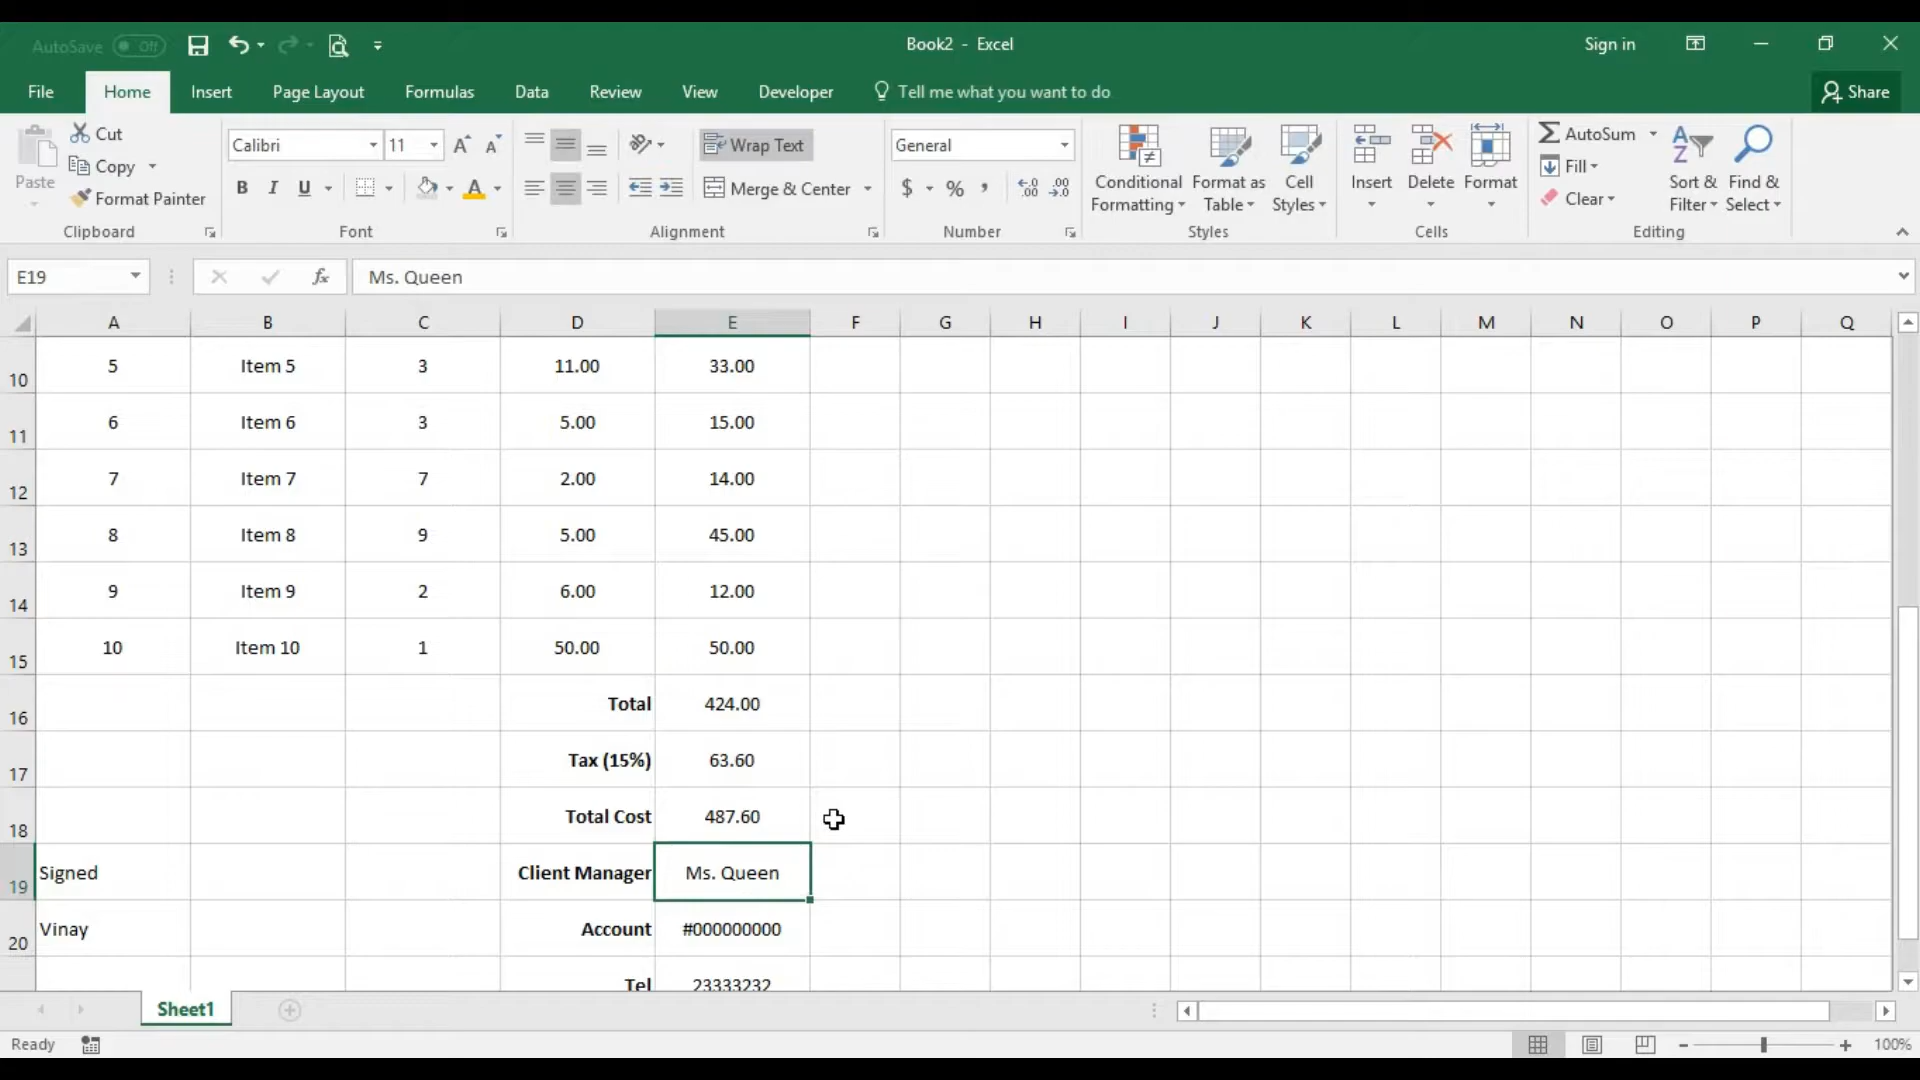 AutoSave Off
Book2 - Excel
Sign in
File Home Insert Page Layout Formulas Data Review View Developer Tell me what you want to do Share
Cut
Copy
Format Painter
Paste
Clipboard
Calibri 11
B I U
Font
Wrap Text
Merge & Center
Alignment
General
$ % ,
Number
Conditional Formatting
Format as Table
Cell Styles
Styles
Insert
Delete
Format
Cells
AutoSum
Fill
Clear
Sort & Filter
Find & Select
Editing
E19 fx Ms. Queen
A B C D E F G H I J K L M N O P Q
10 5 Item 5 3 11.00 33.00
11 6 Item 6 3 5.00 15.00
12 7 Item 7 7 2.00 14.00
13 8 Item 8 9 5.00 45.00
14 9 Item 9 2 6.00 12.00
15 10 Item 10 1 50.00 50.00
16 Total 424.00
17 Tax (15%) 63.60
18 Total Cost 487.60
19 Signed Client Manager Ms. Queen
20 Vinay Account #000000000
Tel 23333232
Sheet1
Ready
100%